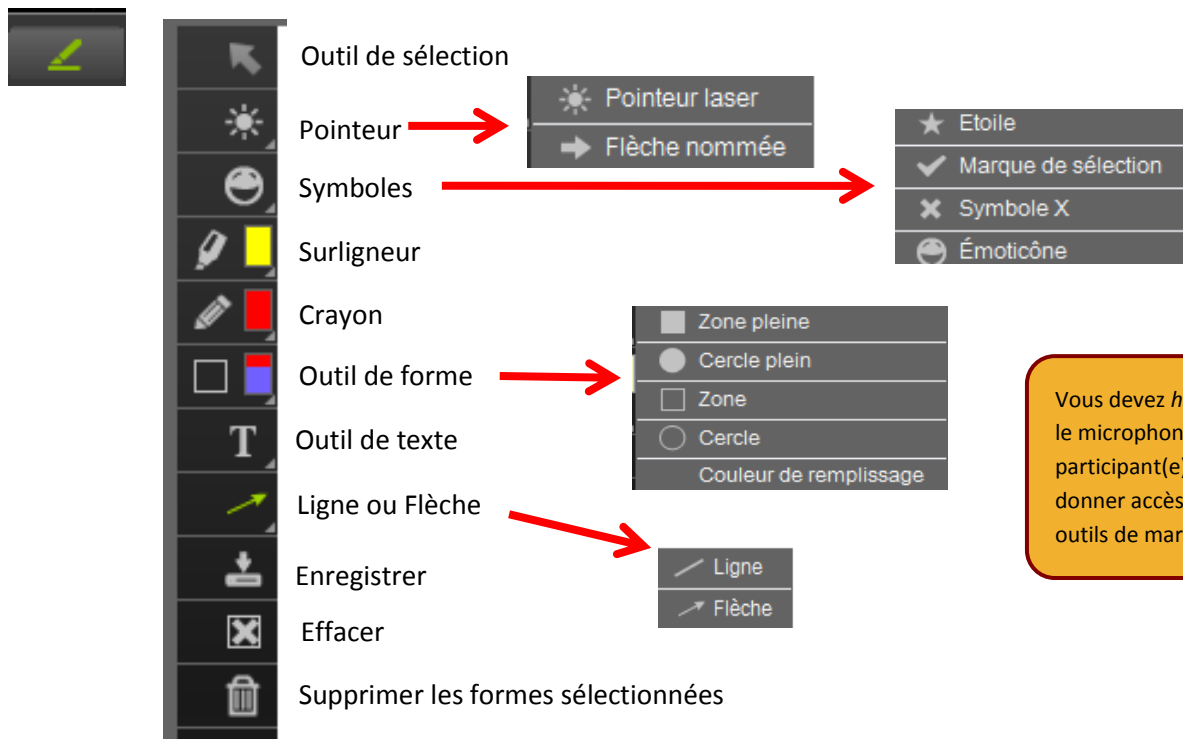 Outil de sélection
Pointeur
Pointeur laser
Flèche nommée
Symboles
Etoile
Marque de sélection
Symbole X
Émoticône
Surligneur
Crayon
Outil de forme
Zone pleine
Cercle plein
Zone
Cercle
Couleur de remplissage
Outil de texte
T
Ligne ou Flèche
Ligne
Flèche
Enregistrer
Effacer
Supprimer les formes sélectionnées
Vous devez
le
participant(e)
donner accès
outils de